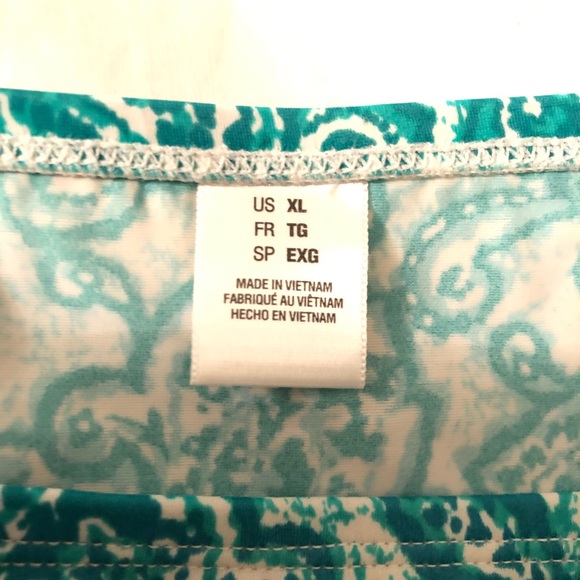 US XL
FR TG
SP EXG
MADE IN VIETNAM
FABRIQUÉ AU VIÊTNAM
HECHO EN VIETNAM